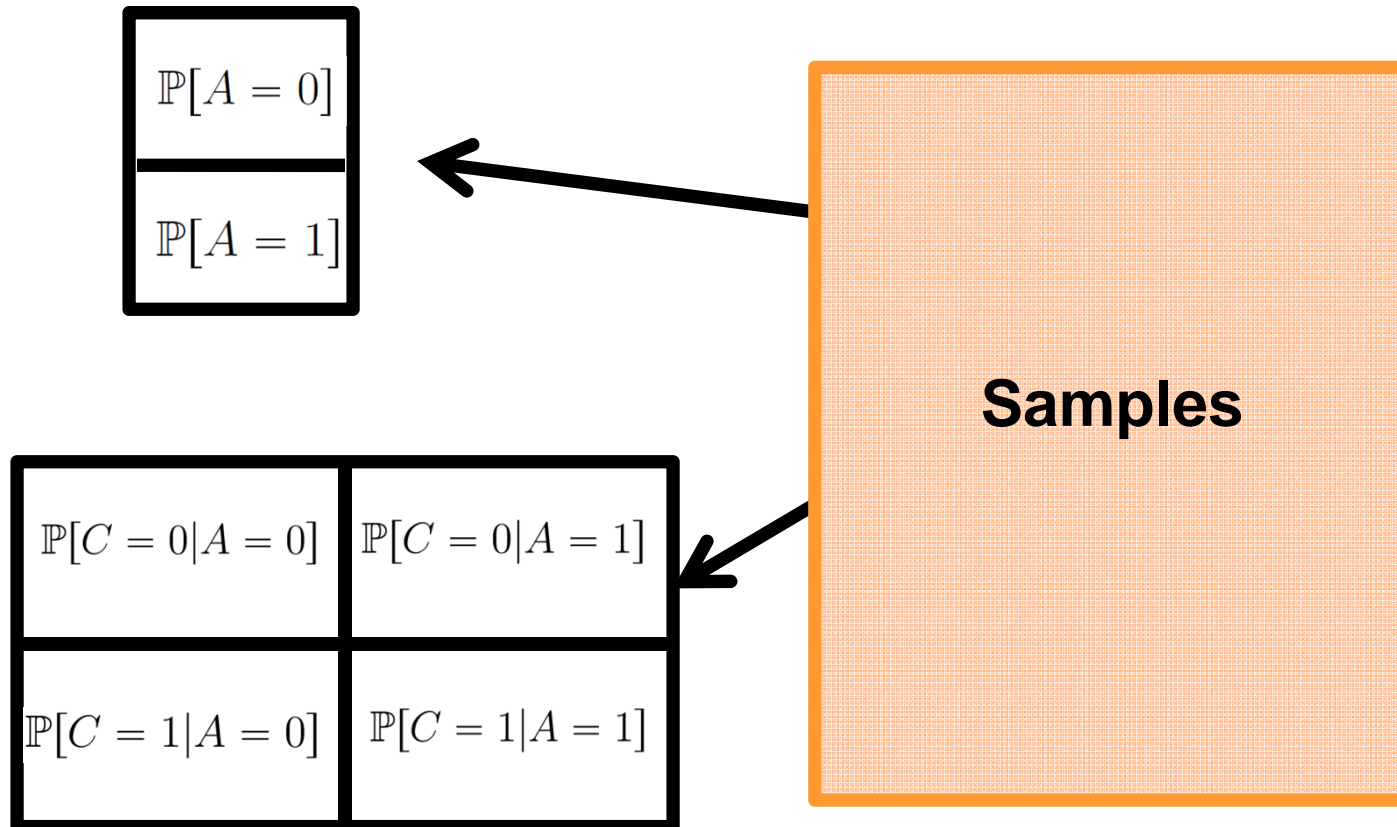 ℙ[A = 0]
ℙ[A = 1]
Samples
ℙ[C = 0|A = 0] ℙ[C = 0|A = 1]
ℙ[C = 1|A = 0] ℙ[C = 1|A = 1]